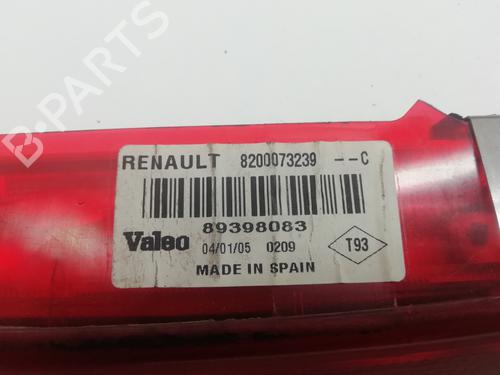 B-PARTS
RENAULT 8200073239 --C
89398083
Valeo 04/01/05 0209 T93
MADE IN SPAIN